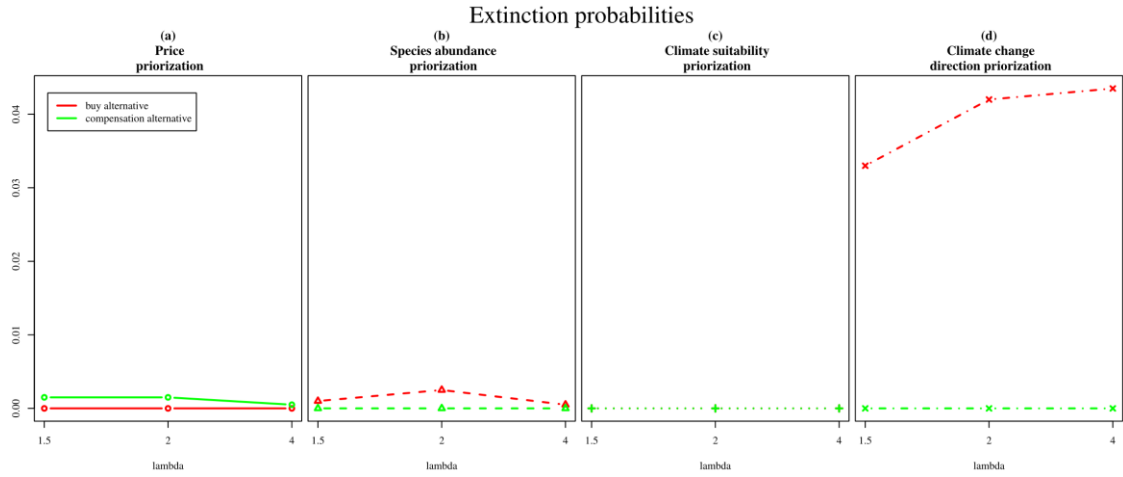 Extinction probabilities
(a)
Price
priorization
(b)
Species abundance
priorization
(c)
Climate suitability
priorization
(d)
Climate change
direction priorization
buy alternative
compensation alternative
0.04
0.03
0.02
0.01
0.00
1.5
2
4
lambda
1.5
2
4
lambda
1.5
2
4
lambda
1.5
2
4
lambda